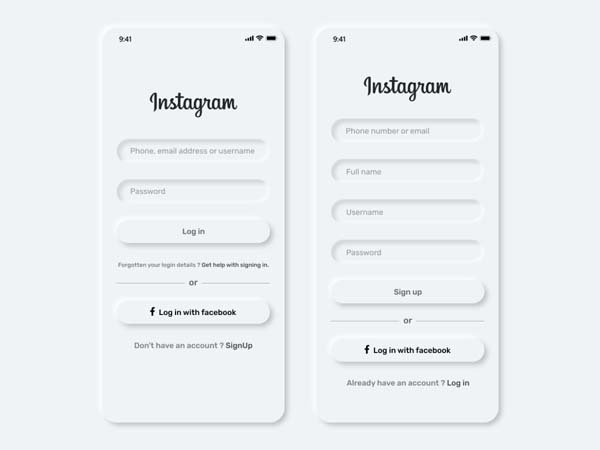 9:41
Instagram
Phone, email address or username
Password
Log in
Forgotten your login details ? Get help with signing in.
or
f Log in with facebook
Don't have an account ? SignUp
9:41
Instagram
Phone number or email
Full name
Username
Password
Sign up
or
f Log in with facebook
Already have an account ? Log in